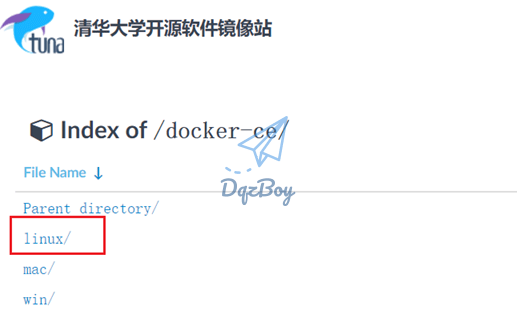 tuna
清华大学开源软件镜像站
Index of /docker-ce/
File Name ↓
DqzBoy
Parent directory/
linux/
mac/
win/